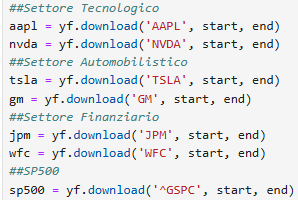 ##Settore Tecnologico
aapl = yf.download('AAPL', start, end)
nvda = yf.download('NVDA', start, end)
##Settore Automobilistico
tsla = yf.download('TSLA', start, end)
gm = yf.download('GM', start, end)
##Settore Finanziario
jpm = yf.download('JPM', start, end)
wfc = yf.download('WFC', start, end)
##SP500
sp500 = yf.download('^GSPC', start, end)